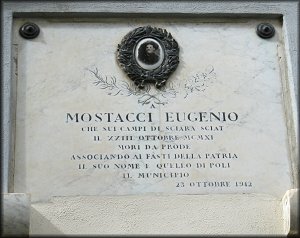 MOSTACCI EUGENIO
CHE SUI CAMPI DI SCIARA SCIAT
IL XXIII OTTOBRE MCMXI
MORÌ DA PRODE
ASSOCIANDO AI FASTI DELLA PATRIA
IL SUO NOME E QUELLO DI POLI
IL MUNICIPIO
23 OTTOBRE 1912